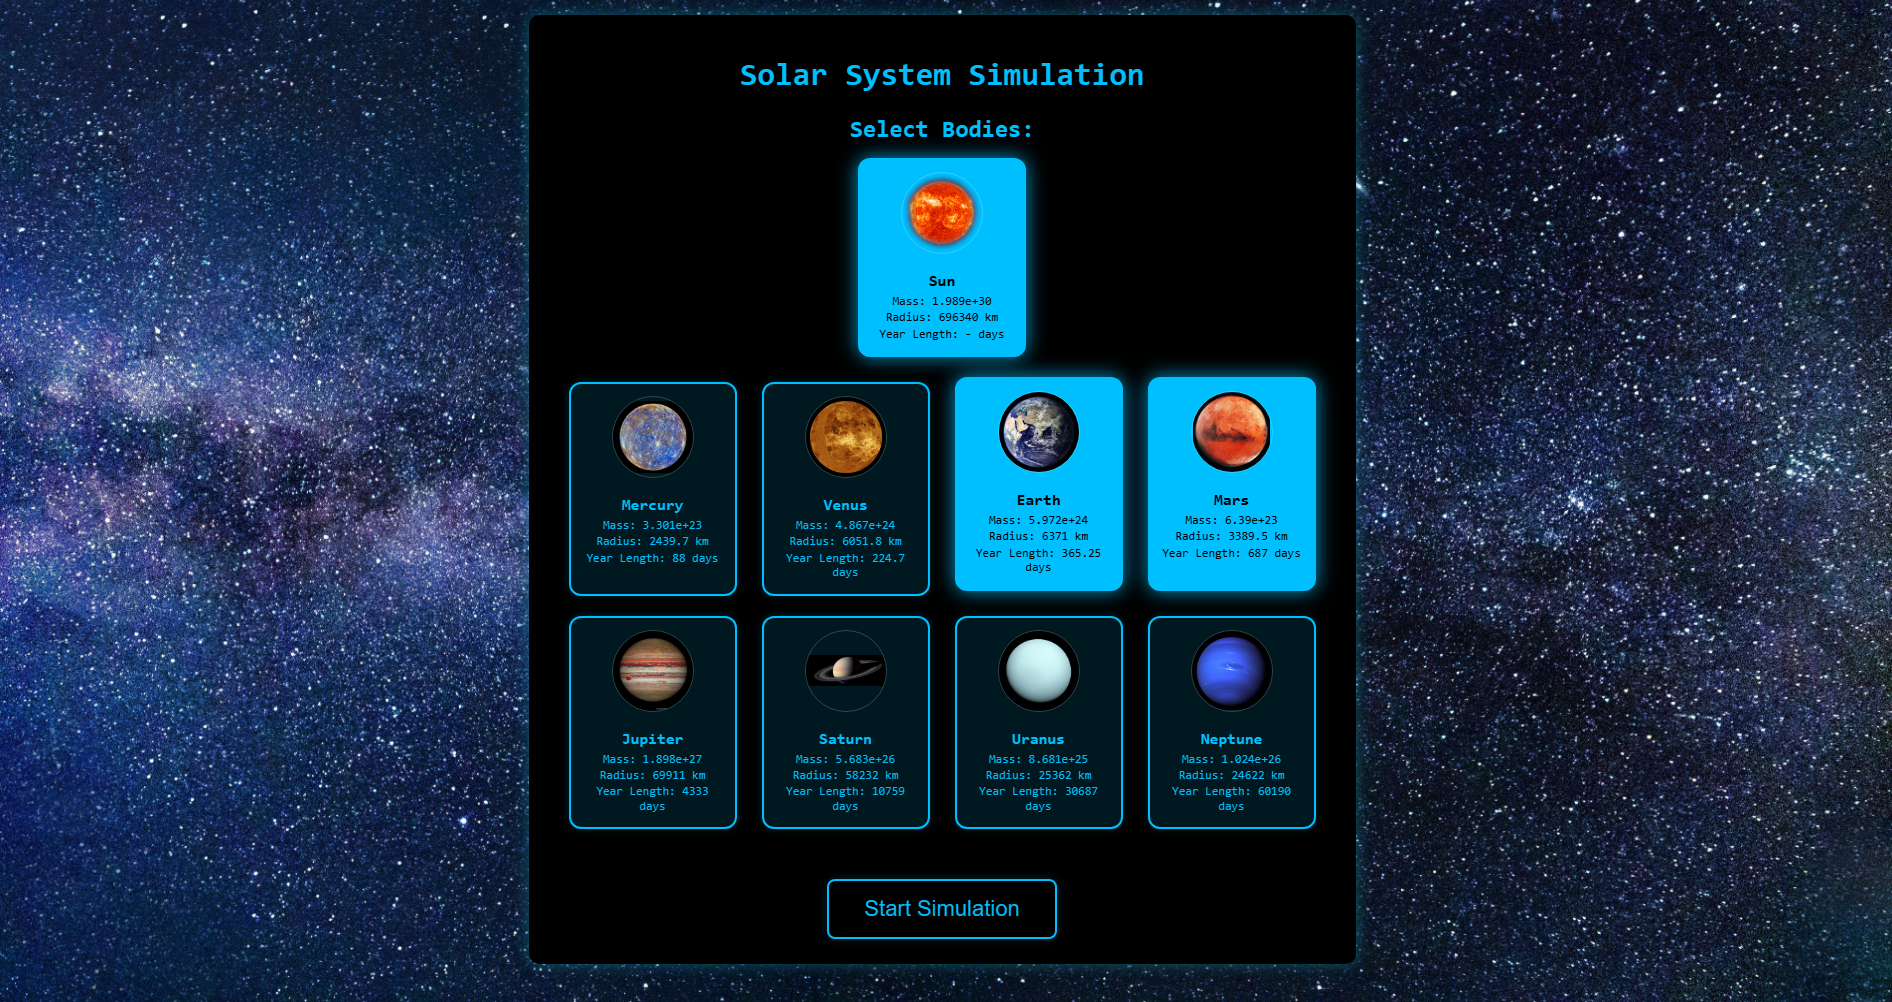 Solar System Simulation
Select Bodies:
Sun
Mass: 1.989e+30
Radius: 696340 km
Year Length: - days
Mercury
Mass: 3.301e+23
Radius: 2439.7 km
Year Length: 88 days
Venus
Mass: 4.867e+24
Radius: 6051.8 km
Year Length: 224.7
days
Earth
Mass: 5.972e+24
Radius: 6371 km
Year Length: 365.25
days
Mars
Mass: 6.39e+23
Radius: 3389.5 km
Year Length: 687 days
Jupiter
Mass: 1.898e+27
Radius: 69911 km
Year Length: 4333
days
Saturn
Mass: 5.683e+26
Radius: 58232 km
Year Length: 10759
days
Uranus
Mass: 8.681e+25
Radius: 25362 km
Year Length: 30687
days
Neptune
Mass: 1.024e+26
Radius: 24622 km
Year Length: 60190
days
Start Simulation